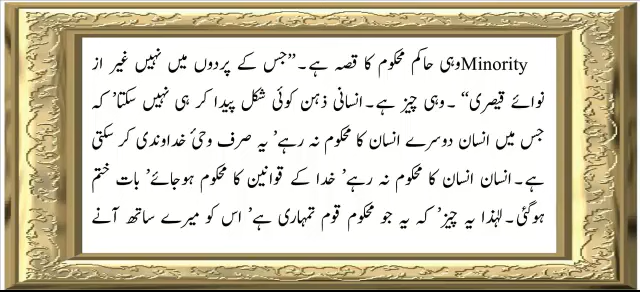 Minorityوہی حاکم محکوم کا قصہ ہے۔ ”جس کے پردوں میں نہیں غیر از
نوائے قیصری“ ۔ وہی چیز ہے۔ انسانی ذہن کوئی شکل پیدا کر ہی نہیں سکتا’ کہ
جس میں انسان دوسرے انسان کا محکوم نہ رہے’ یہ صرف وحیٔ خداوندی کر سکتی
ہے۔ انسان انسان کا محکوم نہ رہے’ خدا کے قوانین کا محکوم ہوجائے’ بات ختم
ہوگئی۔ لہٰذا یہ چیز’ کہ یہ جو محکوم قوم تمہاری ہے’ اس کو میرے ساتھ آنے